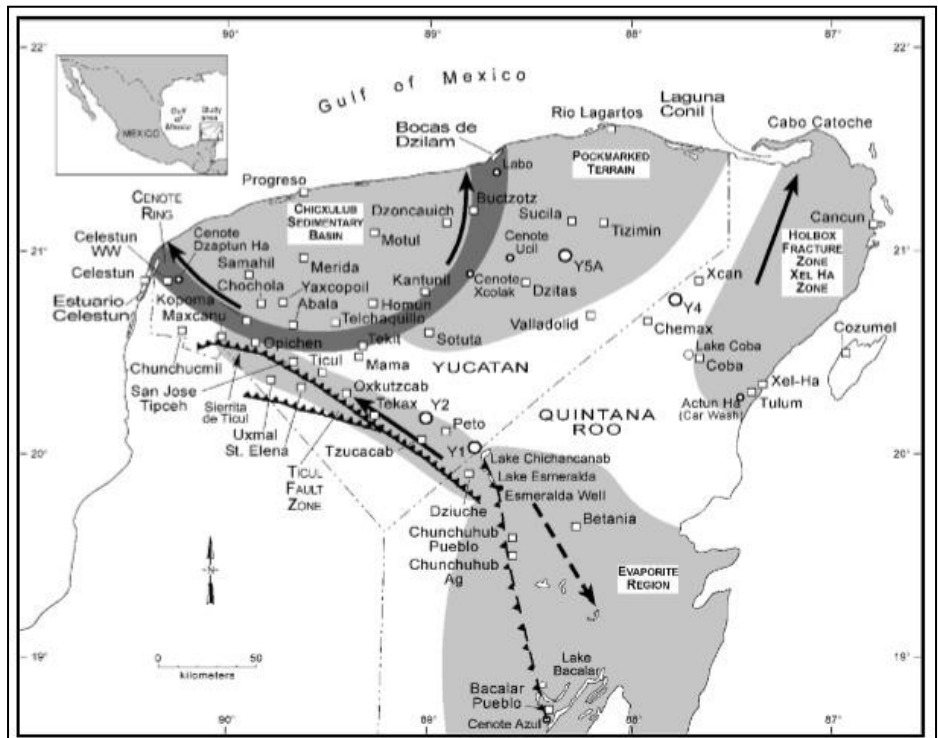 90°
89°
88°
87°
22°
22°
Gulf of Mexico
MEXICO
Gulf
of
Mexico
Study
area
Laguna
Conil
Rio Lagartos
Cabo Catoche
Bocas de
Dzilam
Labo
POCKMARKED
TERRAIN
Progreso
CENOTE
RING
CHICXULUB
SEDIMENTARY
BASIN
Dzoncauich
Buctzotz
Cancun
Cenote
Dzaptun Ha
Motul
Sucila
Tizimin
HOLBOX
FRACTURE
ZONE
XEL HA
ZONE
21°
21°
Celestun
WW
Samahil
Merida
Cenote
Ucil
Y5A
Celestun
Chochola
Yaxcopoil
Kantunil
Cenote
Xcolak
Dzitas
Xcan
Estuario
Celestun
Kopoma
Abala
Homun
Y4
Maxcanu
Telchaquillo
Valladolid
Chemax
Cozumel
Opichen
Tekit
Sotuta
Lake Coba
Chunchucmil
Ticul
Mama
YUCATAN
Coba
San Jose
Tipceh
Oxkutzcab
Xel-Ha
Sierrita
de Ticul
Tekax
Y2
QUINTANA
ROO
Actun Ha
(Car Wash)
Tulum
Uxmal
Peto
St. Elena
Tzucacab
Y1
20°
20°
TICUL
FAULT
ZONE
Lake Chichancanab
Lake Esmeralda
Esmeralda Well
Dziuche
Betania
Chunchuhub
Pueblo
Chunchuhub
Ag
EVAPORITE
REGION
N
19°
19°
0
50
kilometers
Lake
Bacalar
Bacalar
Pueblo
Cenote Azul
90°
89°
88°
87°